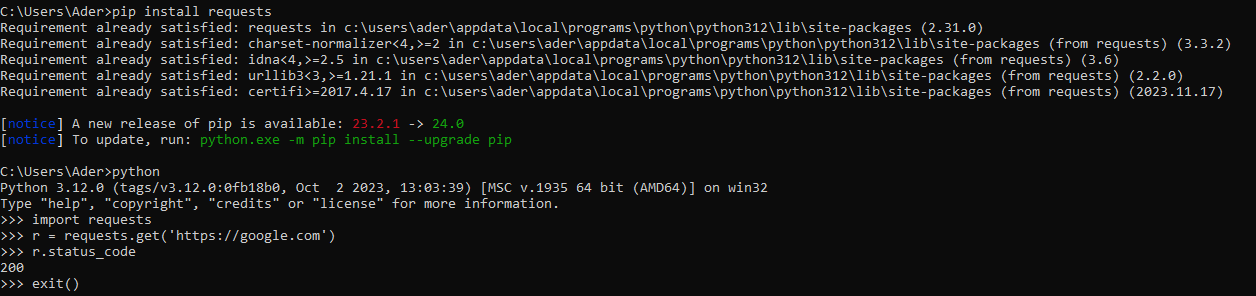 C:\Users\Ader>pip install requests
Requirement already satisfied: requests in c:\users\ader\appdata\local\programs\python\python312\lib\site-packages (2.31.0)
Requirement already satisfied: charset-normalizer<4,>=2 in c:\users\ader\appdata\local\programs\python\python312\lib\site-packages (from requests) (3.3.2)
Requirement already satisfied: idna<4,>=2.5 in c:\users\ader\appdata\local\programs\python\python312\lib\site-packages (from requests) (3.6)
Requirement already satisfied: urllib3<3,>=1.21.1 in c:\users\ader\appdata\local\programs\python\python312\lib\site-packages (from requests) (2.2.0)
Requirement already satisfied: certifi>=2017.4.17 in c:\users\ader\appdata\local\programs\python\python312\lib\site-packages (from requests) (2023.11.17)
[notice] A new release of pip is available: 23.2.1 -> 24.0
[notice] To update, run: python.exe -m pip install --upgrade pip
C:\Users\Ader>python
Python 3.12.0 (tags/v3.12.0:0fb18b0, Oct  2 2023, 13:03:39) [MSC v.1935 64 bit (AMD64)] on win32
Type "help", "copyright", "credits" or "license" for more information.
>>> import requests
>>> r = requests.get('https://google.com')
>>> r.status_code
200
>>> exit()